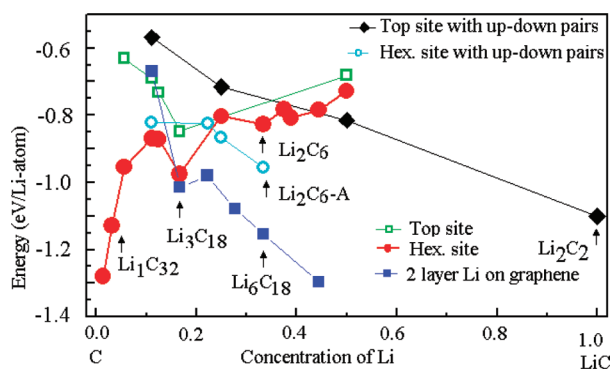 Top site with up-down pairs
Hex. site with up-down pairs
-0.6
-0.8
-1.0
-1.2
-1.4
Energy (eV/Li-atom)
Li₂C₆
Li₂C₆-A
Li₃C₁₈
Li₁C₃₂
Li₆C₁₈
Li₂C₂
Top site
Hex. site
2 layer Li on graphene
0.0 0.2 0.4 0.6 0.8 1.0
C Concentration of Li LiC